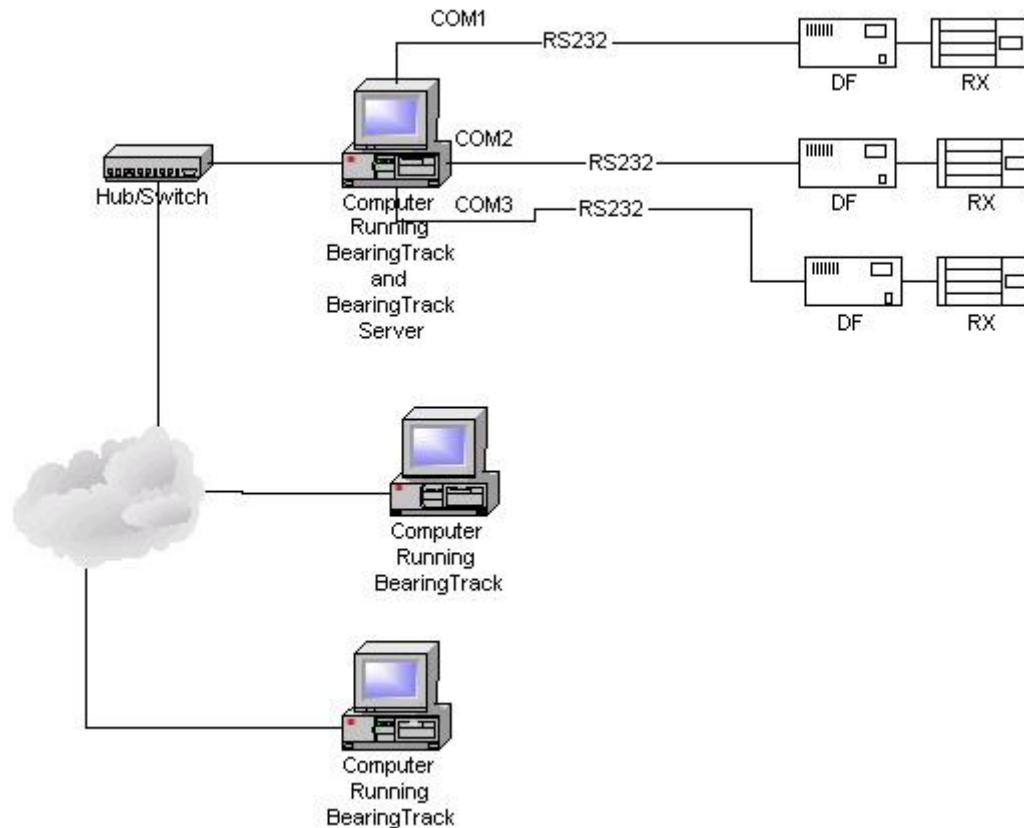 COM1
RS232
DF
RX
COM2
RS232
DF
RX
Hub/Switch
Computer
Running
BearingTrack
and
BearingTrack
Server
COM3
RS232
DF
RX
Computer
Running
BearingTrack
Computer
Running
BearingTrack